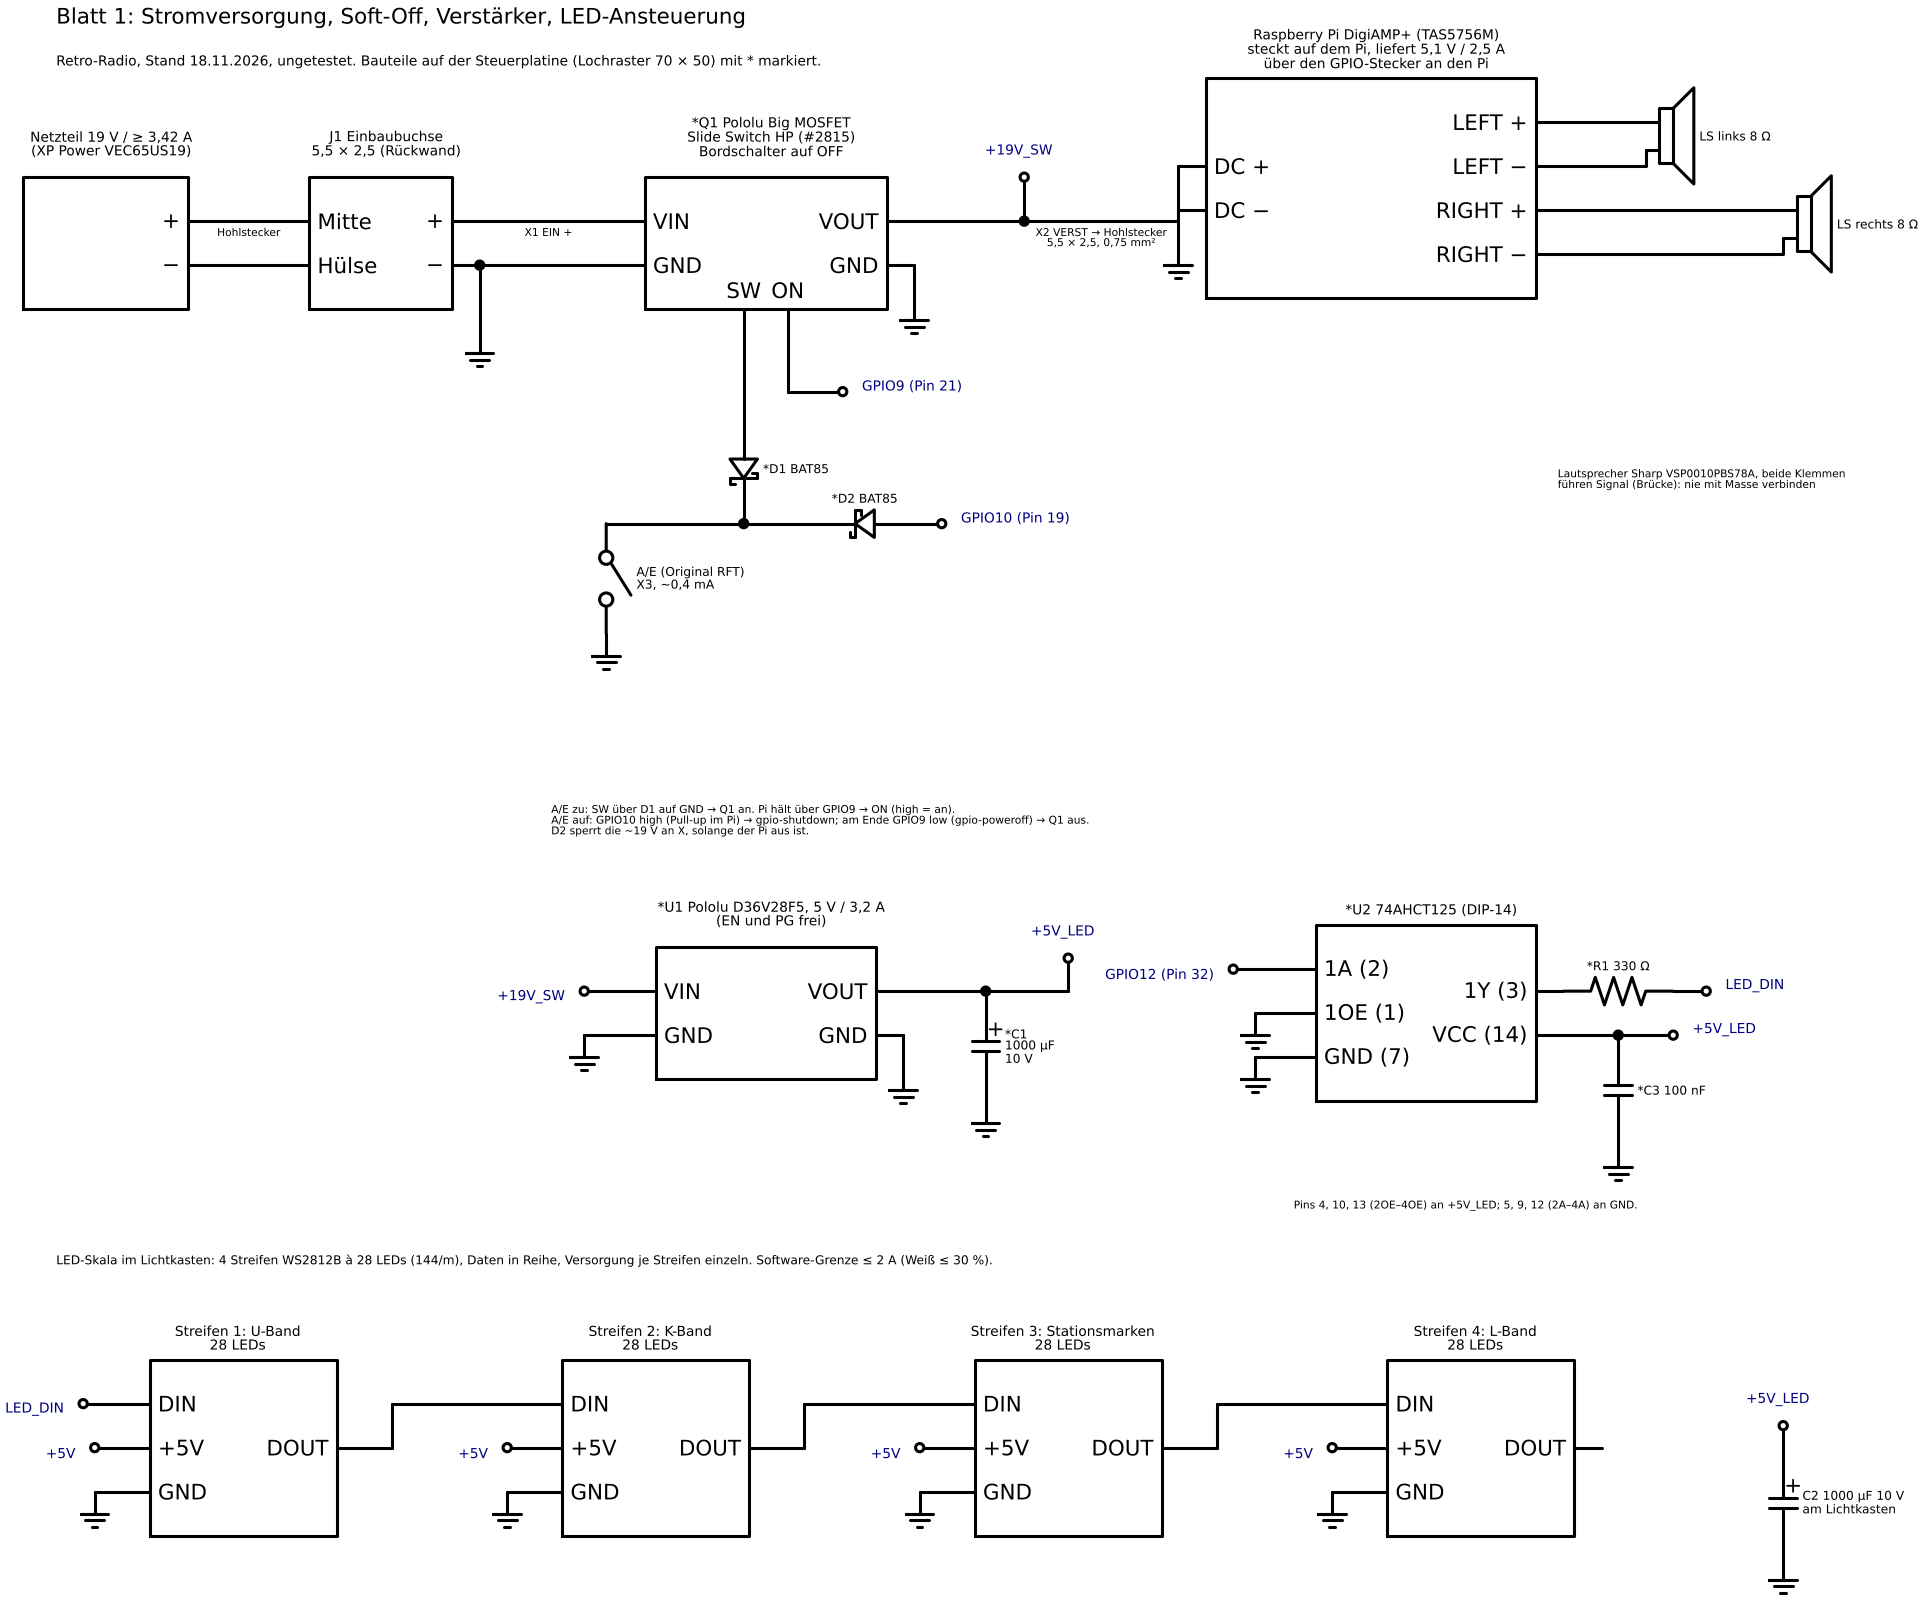 Blatt 1: Stromversorgung, Soft-Off, Verstärker, LED-Ansteuerung
Retro-Radio, Stand 18.11.2026, ungetestet. Bauteile auf der Steuerplatine (Lochraster 70 × 50) mit * markiert.
Raspberry Pi DigiAMP+ (TAS5756M)
steckt auf dem Pi, liefert 5,1 V / 2,5 A
über den GPIO-Stecker an den Pi
Netzteil 19 V / ≥ 3,42 A
(XP Power VEC65US19)
+
−
Hohlstecker
J1 Einbaubuchse
5,5 × 2,5 (Rückwand)
Mitte
+
Hülse
−
X1 EIN +
*Q1 Pololu Big MOSFET
Slide Switch HP (#2815)
Bordschalter auf OFF
VIN
VOUT
GND
GND
SW
ON
+19V_SW
X2 VERST → Hohlstecker
5,5 × 2,5, 0,75 mm²
DC +
DC −
LEFT +
LEFT −
RIGHT +
RIGHT −
LS links 8 Ω
LS rechts 8 Ω
GPIO9 (Pin 21)
*D1 BAT85
*D2 BAT85
GPIO10 (Pin 19)
A/E (Original RFT)
X3, ~0,4 mA
Lautsprecher Sharp VSP0010PBS78A, beide Klemmen
führen Signal (Brücke): nie mit Masse verbinden
A/E zu: SW über D1 auf GND → Q1 an. Pi hält über GPIO9 → ON (high = an).
A/E auf: GPIO10 high (Pull-up im Pi) → gpio-shutdown; am Ende GPIO9 low (gpio-poweroff) → Q1 aus.
D2 sperrt die ~19 V an X, solange der Pi aus ist.
*U1 Pololu D36V28F5, 5 V / 3,2 A
(EN und PG frei)
+19V_SW
VIN
VOUT
GND
GND
+5V_LED
+
*C1
1000 µF
10 V
*U2 74AHCT125 (DIP-14)
GPIO12 (Pin 32)
1A (2)
1OE (1)
GND (7)
1Y (3)
VCC (14)
*R1 330 Ω
LED_DIN
+5V_LED
*C3 100 nF
Pins 4, 10, 13 (2OE–4OE) an +5V_LED; 5, 9, 12 (2A–4A) an GND.
LED-Skala im Lichtkasten: 4 Streifen WS2812B à 28 LEDs (144/m), Daten in Reihe, Versorgung je Streifen einzeln. Software-Grenze ≤ 2 A (Weiß ≤ 30 %).
Streifen 1: U-Band
28 LEDs
LED_DIN
+5V
DIN
+5V
GND
DOUT
Streifen 2: K-Band
28 LEDs
+5V
DIN
+5V
GND
DOUT
Streifen 3: Stationsmarken
28 LEDs
+5V
DIN
+5V
GND
DOUT
Streifen 4: L-Band
28 LEDs
+5V
DIN
+5V
GND
DOUT
+5V_LED
+
C2 1000 µF 10 V
am Lichtkasten